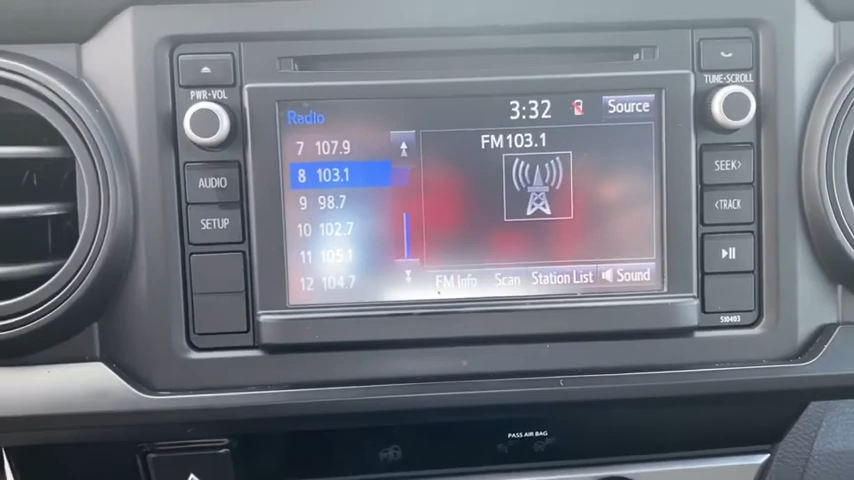 PWR•VOL
AUDIO
SETUP
Radio
3:32
Source
7 107.9
8 103.1
9 98.7
10 102.7
11 105.1
12 104.7
FM103.1
FM Info
Scan
Station List
Sound
TUNE•SCROLL
SEEK>
<TRACK
510403
PASS AIR BAG